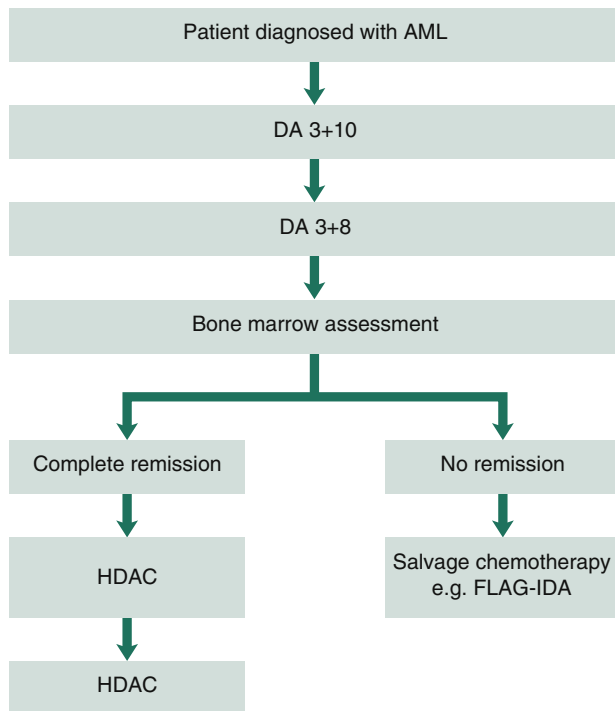 Patient diagnosed with AML
DA 3+10
DA 3+8
Bone marrow assessment
Complete remission
No remission
HDAC
Salvage chemotherapy
e.g. FLAG-IDA
HDAC